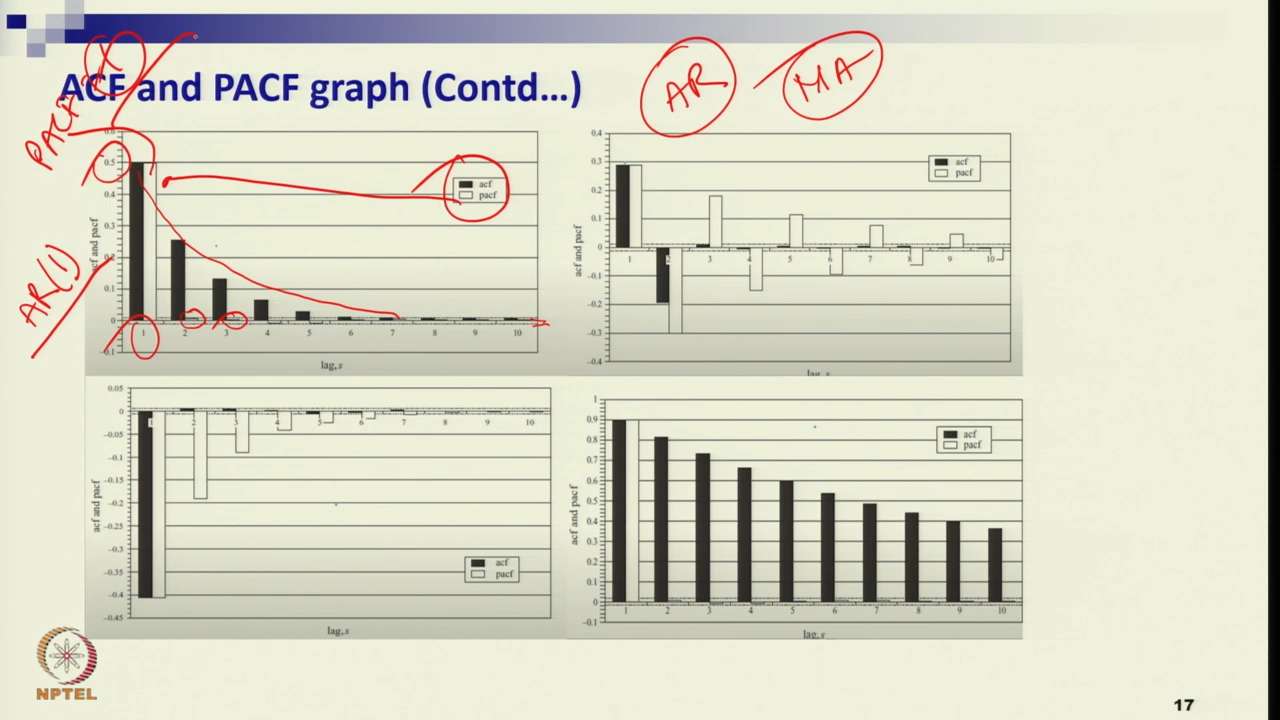 ACF and PACF graph (Contd...)
PACF
AR
MA
AR(1)
0.6
0.5
0.4
0.3
0.2
0
-0.1
acf and pacf
1 2 3 4 5 6 7 8 9 10
lag, s
acf
pacf
0.4
0.3
0.2
0.1
0
-0.1
-0.2
-0.3
-0.4
acf and pacf
1 3 4 5 6 7 8 9 10
lag, s
acf
pacf
0.05
0
-0.05
-0.1
-0.15
-0.2
-0.25
-0.3
-0.35
-0.4
-0.45
acf and pacf
1 2 3 4 5 6 7 8 9 10
lag, s
acf
pacf
1
0.9
0.8
0.7
0.6
0.5
0.4
0.3
0.2
0.1
0
-0.1
acf and pacf
1 2 3 4 5 6 7 8 9 10
lag, s
acf
pacf
NPTEL
17